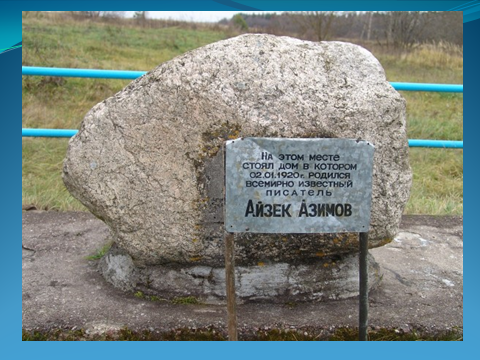 На этом месте
стоял дом в котором
02.01.1920г. родился
всемирно известный
писатель
Айзек Азимов